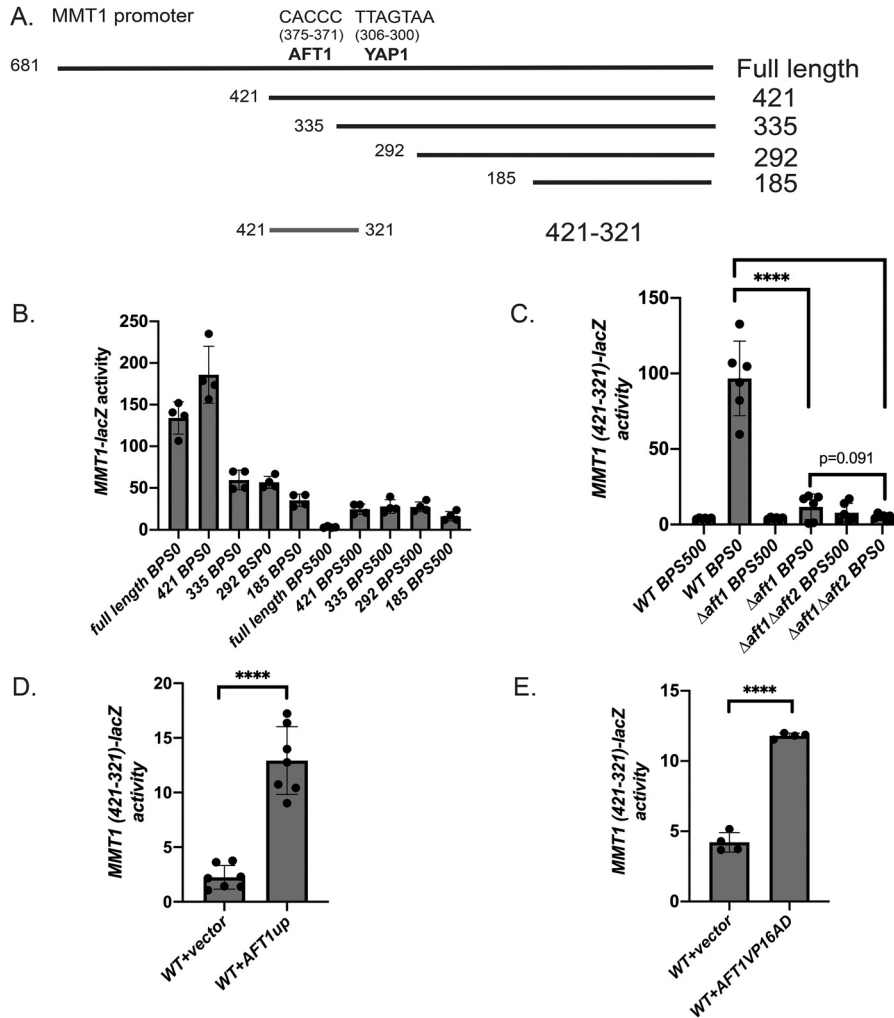 A.
MMT1 promoter
CACCC TTAGTAA
(375-371) (306-300)
AFT1 YAP1
681 Full length
421 421
335 335
292 292
185 185
421 321 421-321
B.
MMT1-lacZ activity
250
200
150
100
50
0
full length BPS0
421 BPS0
335 BPS0
292 BSP0
185 BPS0
full length BPS500
421 BPS500
335 BPS500
292 BPS500
185 BPS500
C.
MMT1 (421-321)-lacZ
activity
150
100
50
0
****
p=0.091
WT BPS500
WT BPS0
Δaft1 BPS500
Δaft1 BPS0
Δaft1Δaft2 BPS500
Δaft1Δaft2 BPS0
D.
MMT1 (421-321)-lacZ
activity
20
15
10
5
0
****
WT+vector
WT+AFT1up
E.
MMT1 (421-321)-lacZ
activity
15
10
5
0
****
WT+vector
WT+AFT1VP16AD